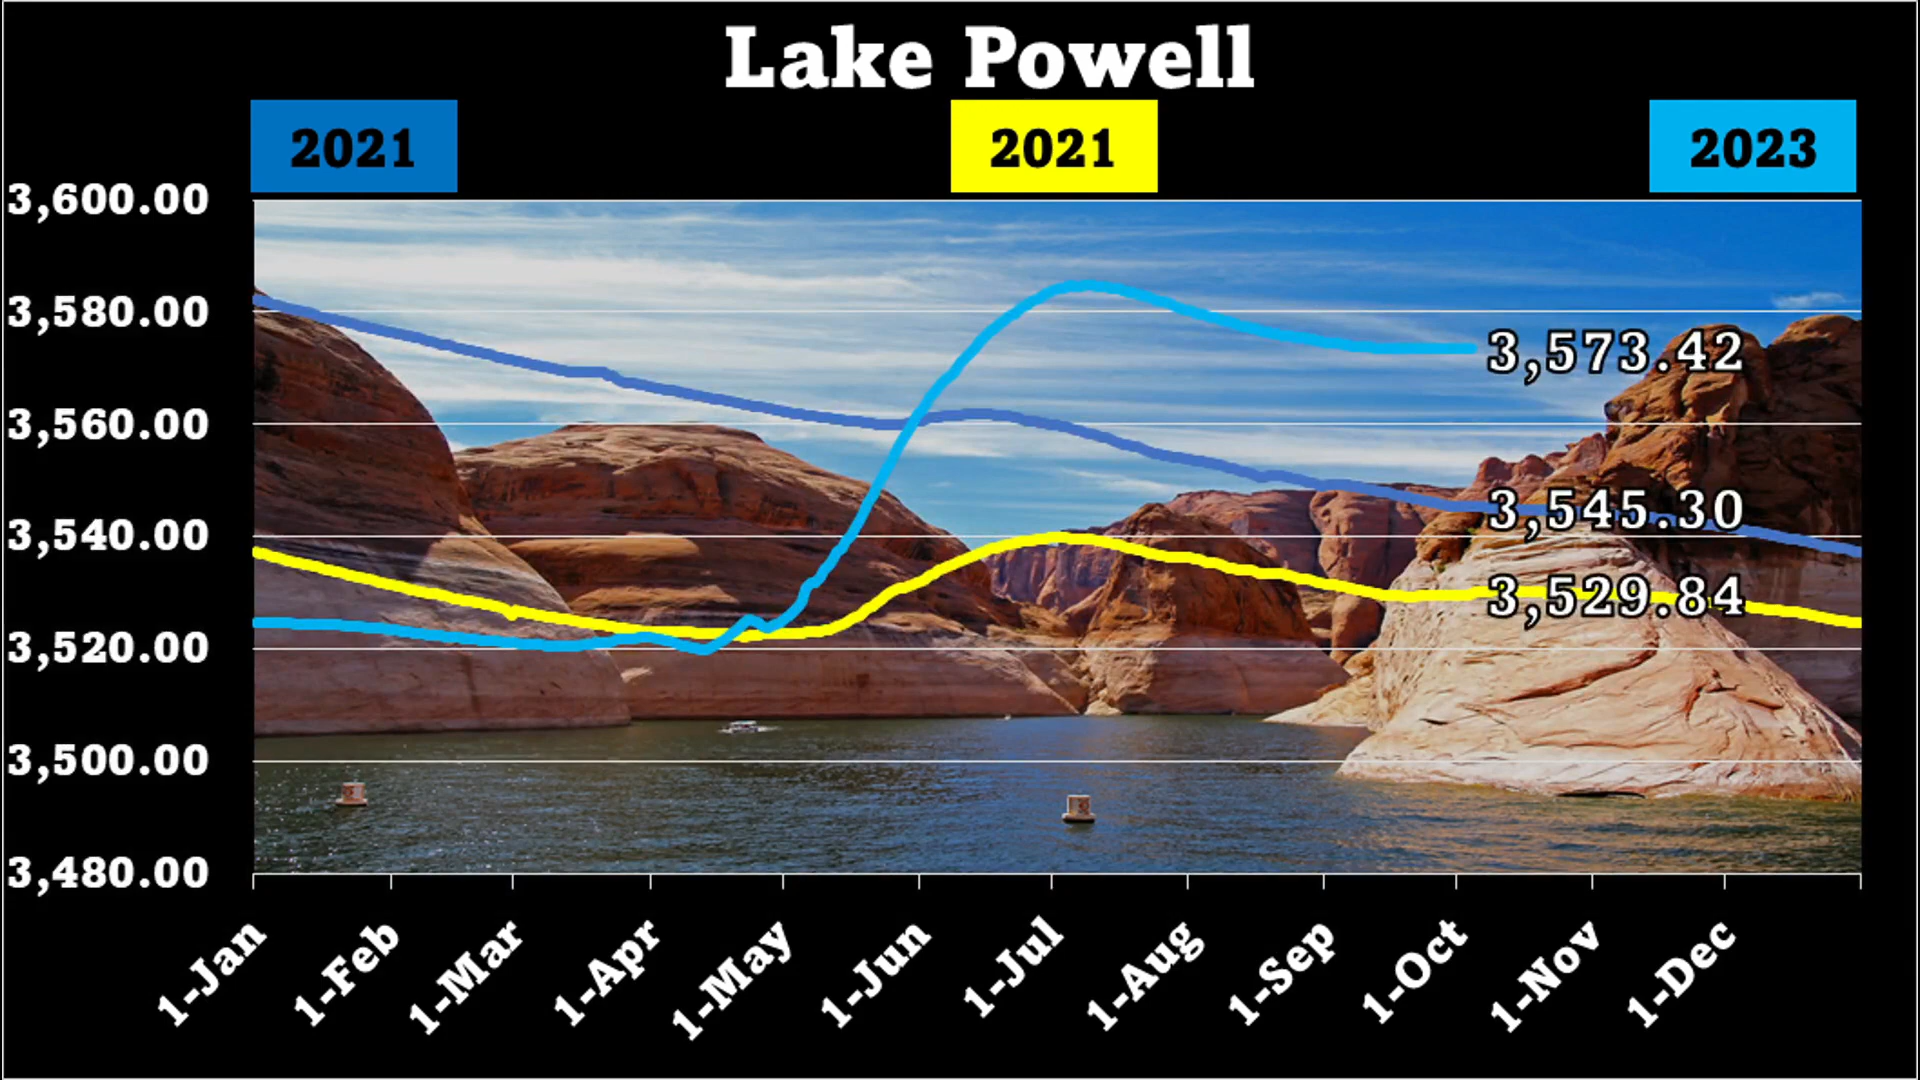 Lake Powell
2021
2021
2023
3,600.00
3,580.00
3,560.00
3,540.00
3,520.00
3,500.00
3,480.00
3,573.42
3,545.30
3,529.84
1-Jan
1-Feb
1-Mar
1-Apr
1-May
1-Jun
1-Jul
1-Aug
1-Sep
1-Oct
1-Nov
1-Dec